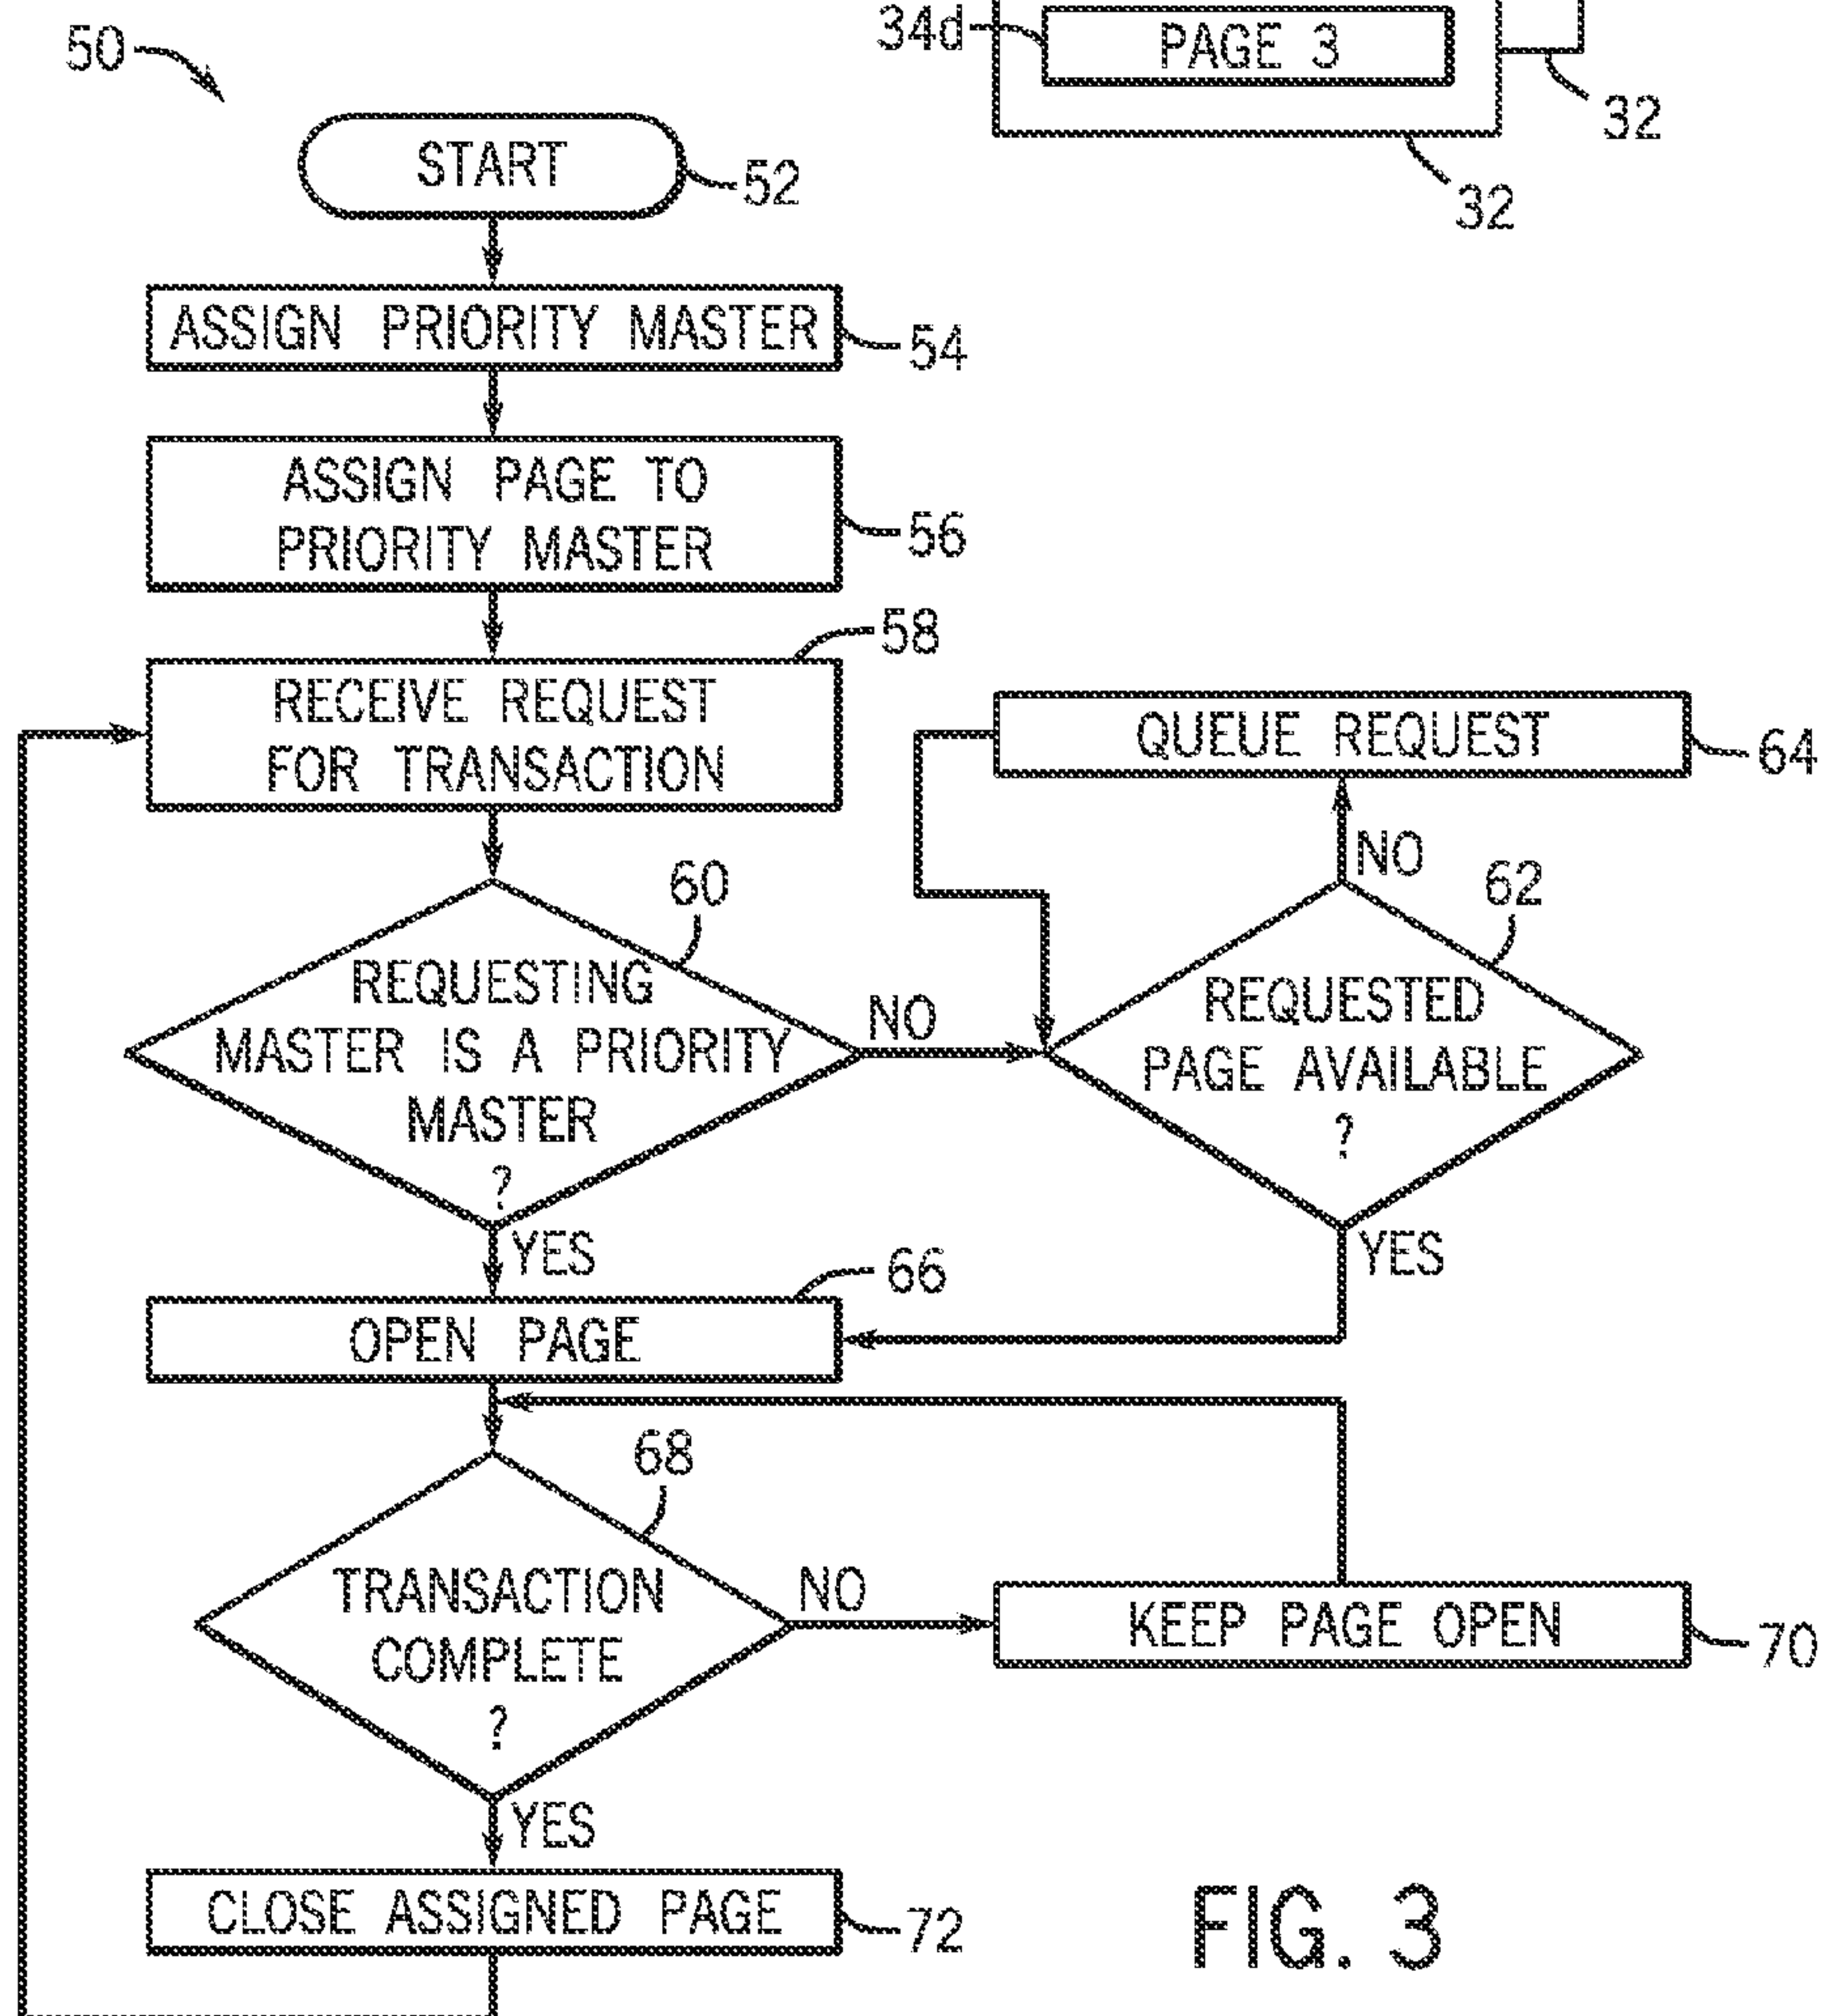 50
34d
PAGE 3
32
32
START
52
ASSIGN PRIORITY MASTER
54
ASSIGN PAGE TO
PRIORITY MASTER
56
58
RECEIVE REQUEST
FOR TRANSACTION
QUEUE REQUEST
64
NO
60
62
REQUESTING
MASTER IS A PRIORITY
MASTER
?
NO
REQUESTED
PAGE AVAILABLE
?
YES
YES
66
OPEN PAGE
68
TRANSACTION
COMPLETE
?
NO
KEEP PAGE OPEN
70
YES
CLOSE ASSIGNED PAGE
72
FIG. 3